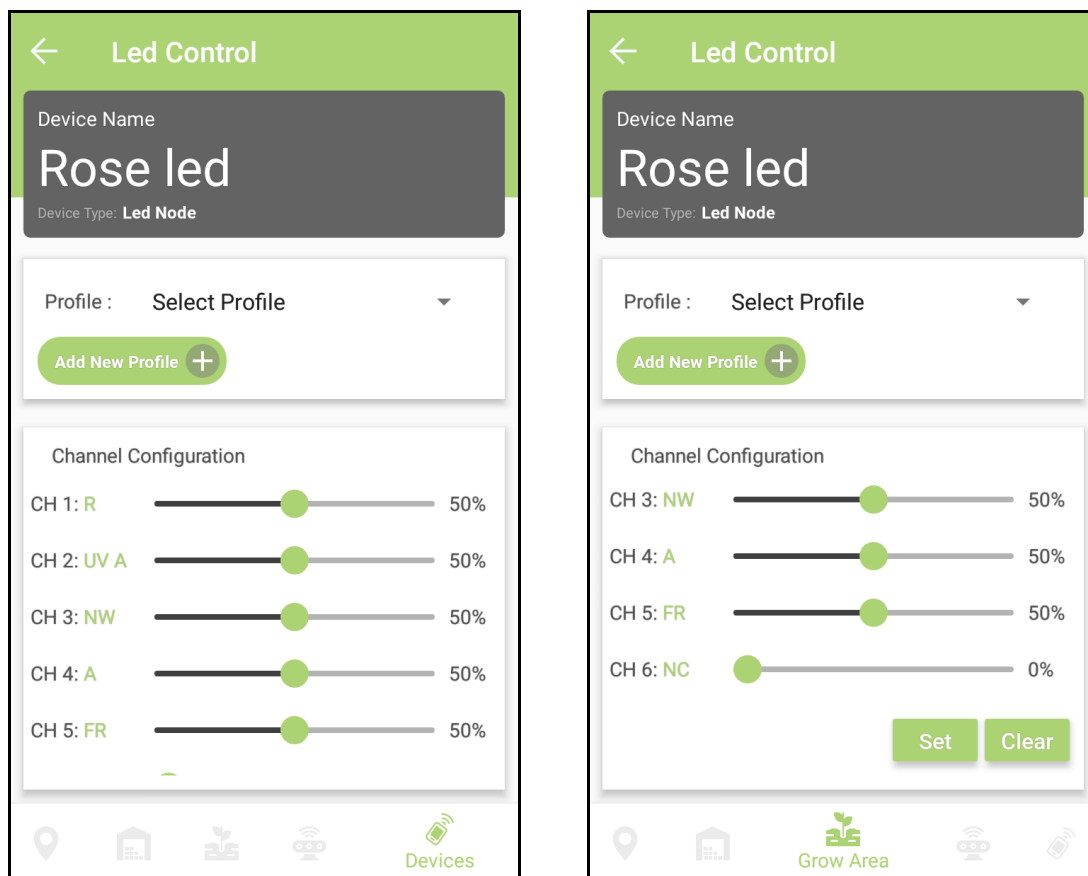 Led Control
Device Name
Rose led
Device Type: Led Node
Profile : Select Profile
Add New Profile
Channel Configuration
CH 1: R 50%
CH 2: UV A 50%
CH 3: NW 50%
CH 4: A 50%
CH 5: FR 50%
Devices
Led Control
Device Name
Rose led
Device Type: Led Node
Profile : Select Profile
Add New Profile
Channel Configuration
CH 3: NW 50%
CH 4: A 50%
CH 5: FR 50%
CH 6: NC 0%
Set Clear
Grow Area